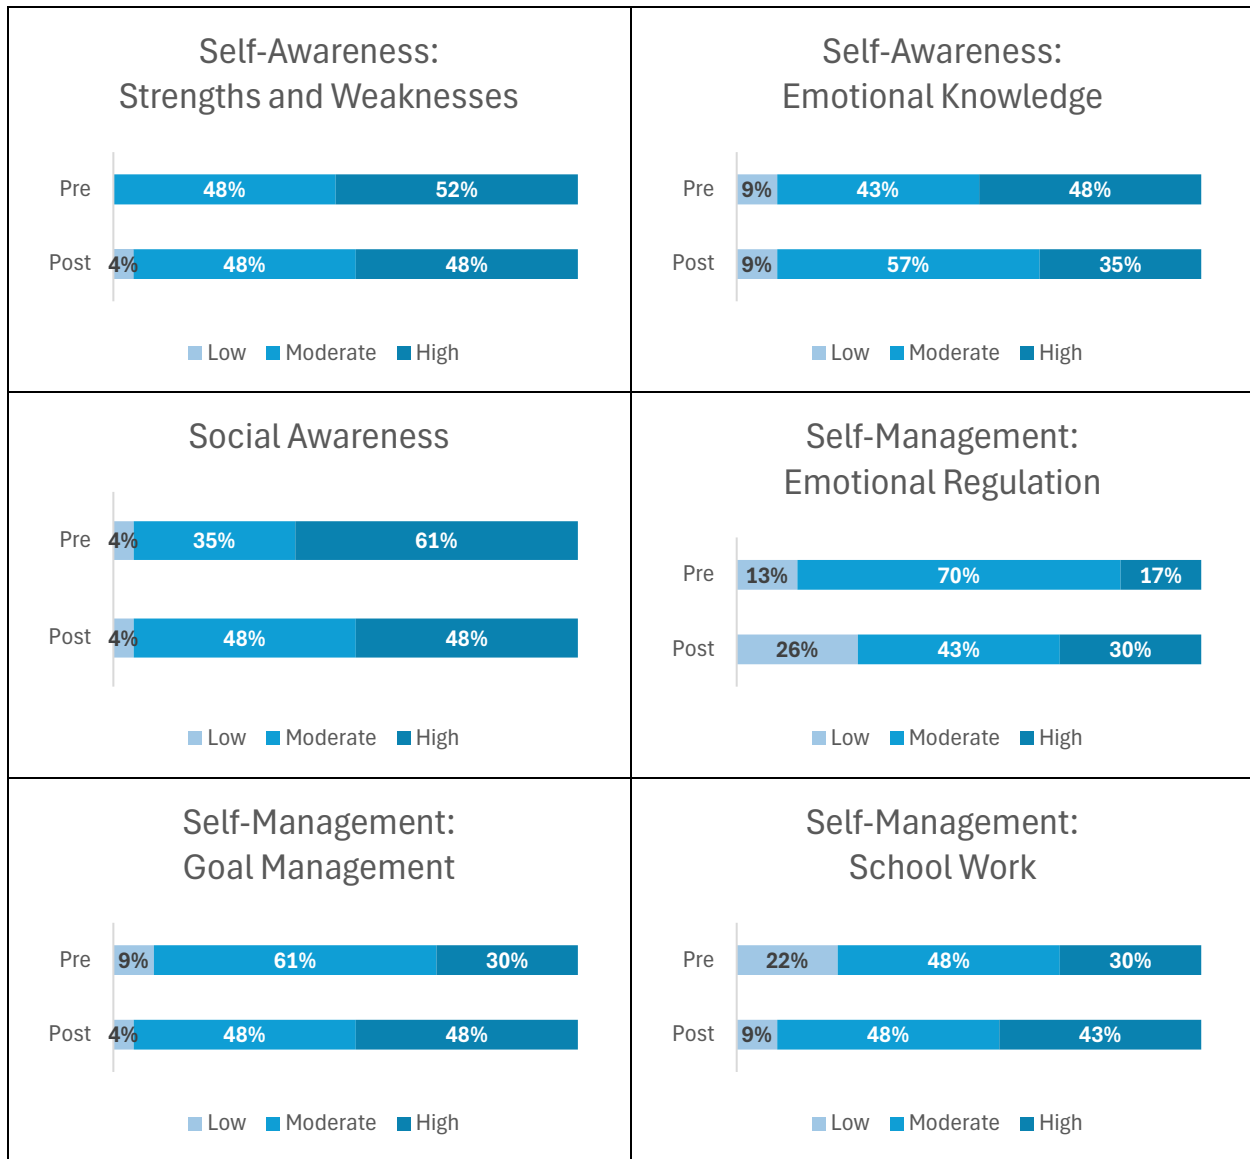 Self-Awareness:
Strengths and Weaknesses
Pre 48% 52%
Post 4% 48% 48%
Low Moderate High
Self-Awareness:
Emotional Knowledge
Pre 9% 43% 48%
Post 9% 57% 35%
Low Moderate High
Social Awareness
Pre 4% 35% 61%
Post 4% 48% 48%
Low Moderate High
Self-Management:
Emotional Regulation
Pre 13% 70% 17%
Post 26% 43% 30%
Low Moderate High
Self-Management:
Goal Management
Pre 9% 61% 30%
Post 4% 48% 48%
Low Moderate High
Self-Management:
School Work
Pre 22% 48% 30%
Post 9% 48% 43%
Low Moderate High